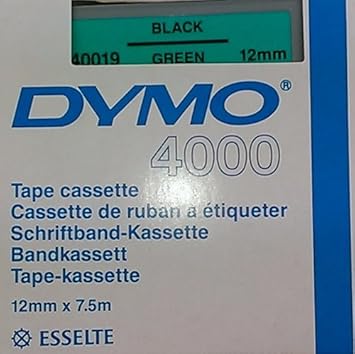 BLACK
40019 GREEN 12mm
DYMO®
4000
Tape cassette
Cassette de ruban à étiqueter
Schriftband-Kassette
Bandkassett
Tape-kassette
12mm x 7.5m
ESSELTE